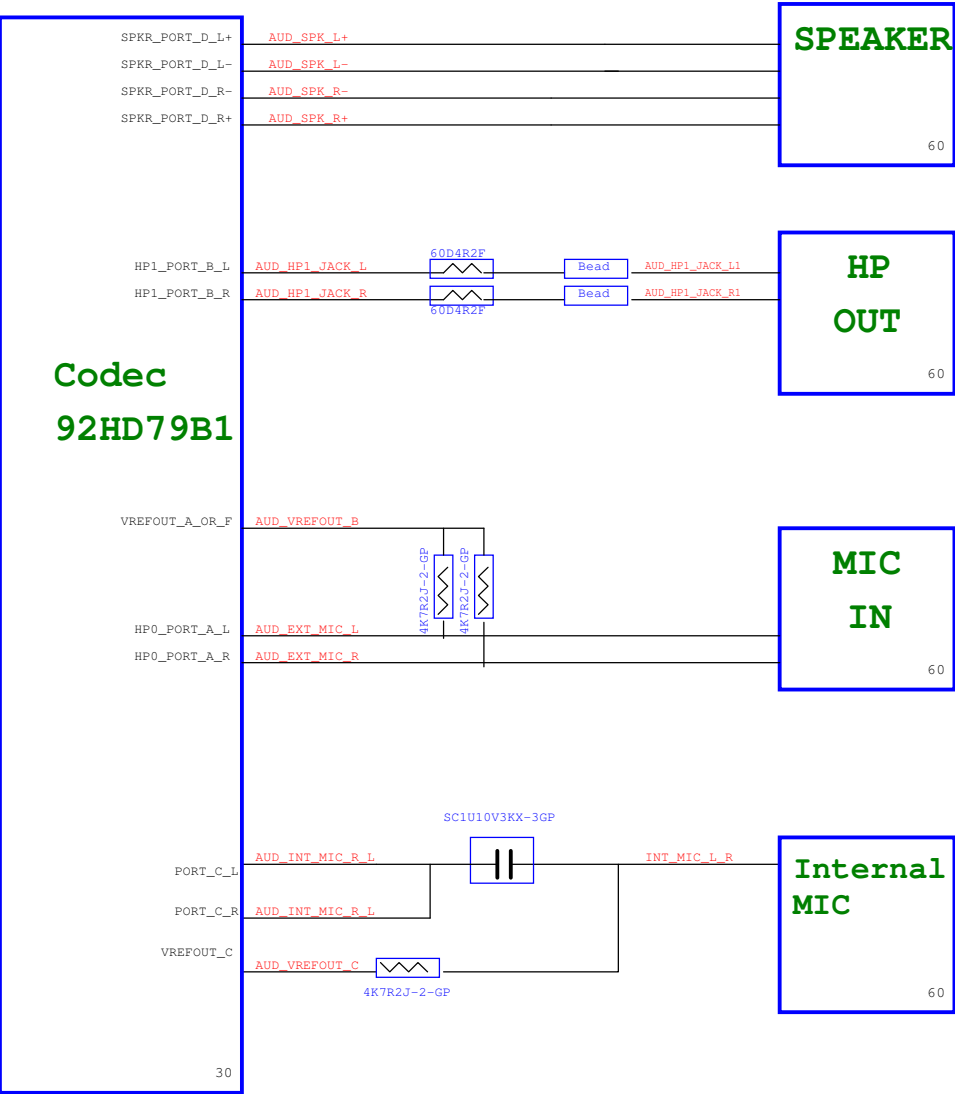 SPKR_PORT_D_L+ AUD_SPK_L+
SPKR_PORT_D_L- AUD_SPK_L-
SPKR_PORT_D_R- AUD_SPK_R-
SPKR_PORT_D_R+ AUD_SPK_R+
SPEAKER
60
HP1_PORT_B_L AUD_HP1_JACK_L 60D4R2F Bead AUD_HP1_JACK_L1
HP1_PORT_B_R AUD_HP1_JACK_R 60D4R2F Bead AUD_HP1_JACK_R1
HP
OUT
60
Codec
92HD79B1
VREFOUT_A_OR_F AUD_VREFOUT_B
4K7R2J-2-GP
4K7R2J-2-GP
HP0_PORT_A_L AUD_EXT_MIC_L
HP0_PORT_A_R AUD_EXT_MIC_R
MIC
IN
60
SC1U10V3KX-3GP
PORT_C_L AUD_INT_MIC_R_L INT_MIC_L_R
PORT_C_R AUD_INT_MIC_R_L
VREFOUT_C AUD_VREFOUT_C
4K7R2J-2-GP
Internal
MIC
60
30